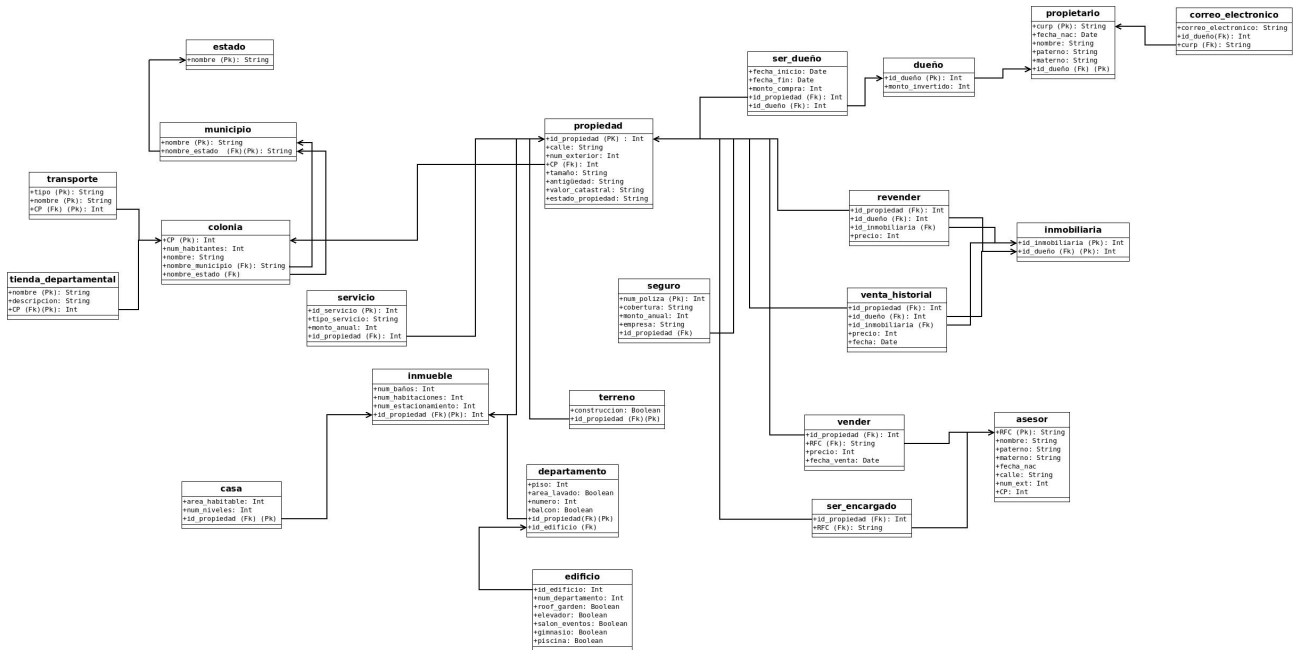 estado
+nombre (Pk): String
municipio
+nombre (Pk): String
+nombre_estado (Fk)(Pk): String
transporte
+tipo (Pk): String
+nombre (Pk): String
+CP (Fk) (Pk): Int
colonia
+CP (Pk): Int
+num_habitantes: Int
+nombre: String
+nombre_municipio (Fk): String
+nombre_estado (Fk)
tienda_departamental
+nombre (Pk): String
+descripcion: String
+CP (Fk)(Pk): Int
servicio
+id_servicio (Pk): Int
+tipo_servicio: String
+monto_anual: Int
+id_propiedad (Fk): Int
inmueble
+num_baños: Int
+num_habitaciones: Int
+num_estacionamiento: Int
+id_propiedad (Fk)(Pk): Int
casa
+area_habitable: Int
+num_niveles: Int
+id_propiedad (Fk) (Pk)
propiedad
+id_propiedad (PK) : Int
+calle: String
+num_exterior: Int
+CP (Fk): Int
+tamaño: String
+antigüedad: String
+valor_catastral: String
+estado_propiedad: String
terreno
+construccion: Boolean
+id_propiedad (Fk)(Pk)
departamento
+piso: Int
+area_lavado: Boolean
+numero: Int
+balcon: Boolean
+id_propiedad(Fk)(Pk)
+id_edificio (Fk)
edificio
+id_edificio: Int
+num_departamento: Int
+roof_garden: Boolean
+elevador: Boolean
+salon_eventos: Boolean
+gimnasio: Boolean
+piscina: Boolean
seguro
+num_poliza (Pk): Int
+cobertura: String
+monto_anual: Int
+empresa: String
+id_propiedad (Fk)
ser_dueño
+fecha_inicio: Date
+fecha_fin: Date
+monto_compra: Int
+id_propiedad (Fk): Int
+id_dueño (Fk): Int
dueño
+id_dueño (Pk): Int
+monto_invertido: Int
propietario
+curp (Pk): String
+fecha_nac: Date
+nombre: String
+paterno: String
+materno: String
+id_dueño (Fk) (Pk)
correo_electronico
+correo_electronico: String
+id_dueño(Fk): Int
+curp (Fk): String
revender
+id_propiedad (Fk): Int
+id_dueño (Fk): Int
+id_inmobiliaria (Fk)
+precio: Int
inmobiliaria
+id_inmobiliaria (Pk): Int
+id_dueño (Fk) (Pk): Int
venta_historial
+id_propiedad (Fk): Int
+id_dueño (Fk): Int
+id_inmobiliaria (Fk)
+precio: Int
+fecha: Date
vender
+id_propiedad (Fk): Int
+RFC (Fk): String
+precio: Int
+fecha_venta: Date
asesor
+RFC (Pk): String
+nombre: String
+paterno: String
+materno: String
+fecha_nac
+calle: String
+num_ext: Int
+CP: Int
ser_encargado
+id_propiedad (Fk): Int
+RFC (Fk): String